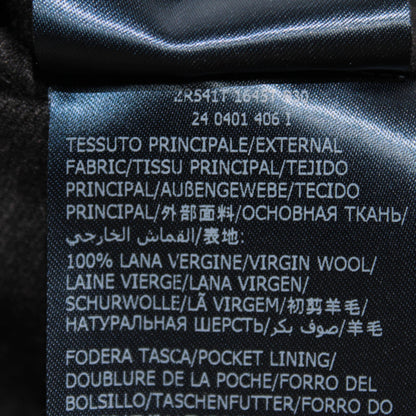 24 0401 406 1
TESSUTO PRINCIPALE/EXTERNAL
FABRIC/TISSU PRINCIPAL/TEJIDO
PRINCIPAL/AUßENGEWEBE/TECIDO
PRINCIPAL/外部面料/ОСНОВНАЯ ТКАНЬ/
القماش الخارجي/表地:
100% LANA VERGINE/VIRGIN WOOL/
LAINE VIERGE/LANA VIRGEN/
SCHURWOLLE/LÃ VIRGEM/初剪羊毛/
НАТУРАЛЬНАЯ ШЕРСТЬ/صوف بكر/羊毛
FODERA TASCA/POCKET LINING/
DOUBLURE DE LA POCHE/FORRO DEL
BOLSILLO/TASCHENFUTTER/FORRO DO